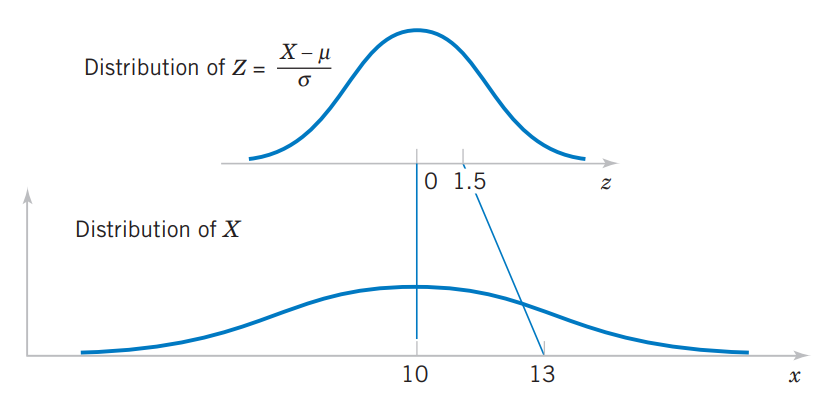 Distribution of Z = X – μ
σ
0 1.5 z
Distribution of X
10 13 x